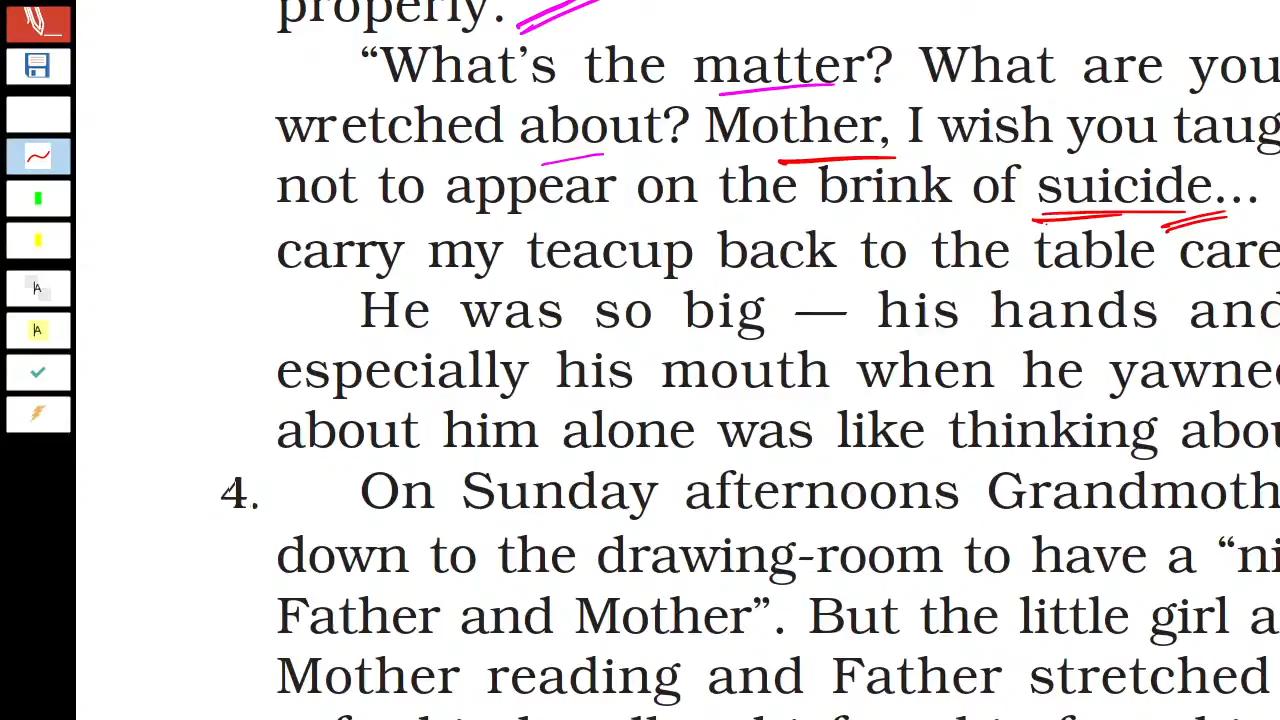 properly.
“What’s the matter? What are you
wretched about? Mother, I wish you taug
not to appear on the brink of suicide...
carry my teacup back to the table care
He was so big — his hands and
especially his mouth when he yawne
about him alone was like thinking abou
4. On Sunday afternoons Grandmoth
down to the drawing-room to have a “ni
Father and Mother”. But the little girl a
Mother reading and Father stretched